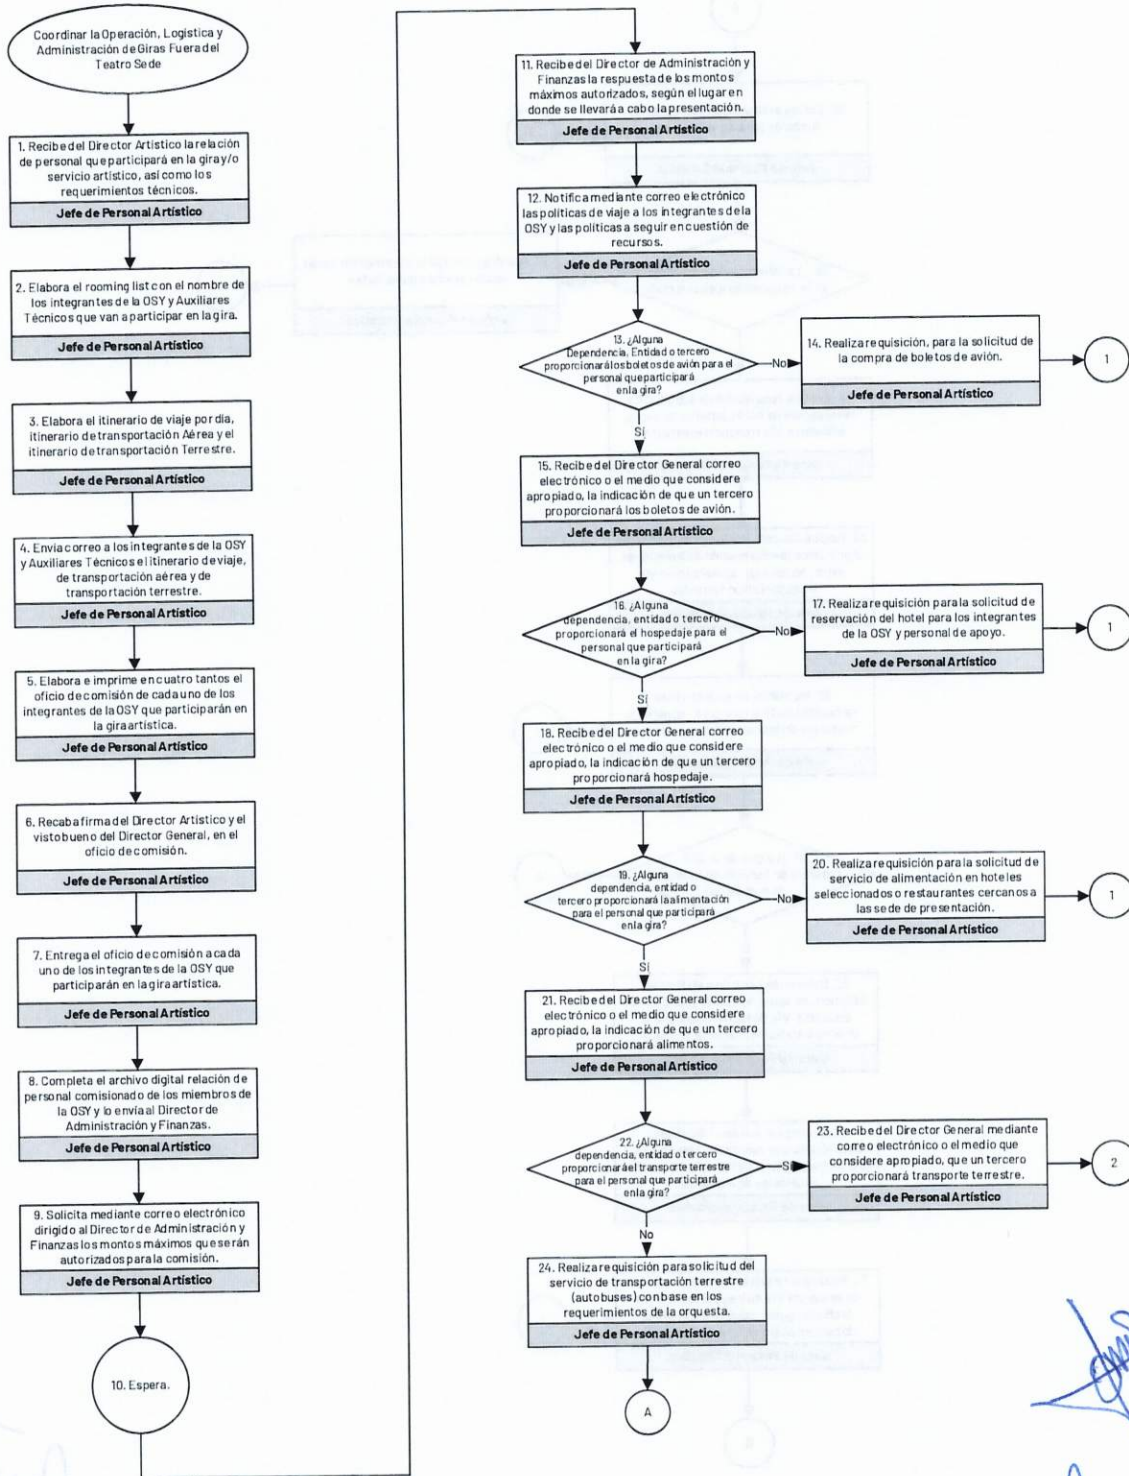 Coordinar la Operación, Logística y
Administración de Giras Fuera del
Teatro Sede
1. Recibe del Director Artístico la relación
de personal que participará en la gira y/o
servicio artístico, así como los
requerimientos técnicos.
Jefe de Personal Artístico
2. Elabora el rooming list con el nombre de
los integrantes de la OSY y Auxiliares
Técnicos que van a participar en la gira.
Jefe de Personal Artístico
3. Elabora el itinerario de viaje por día,
itinerario de transportación Aérea y el
itinerario de transportación Terrestre.
Jefe de Personal Artístico
4. Envía correo a los integrantes de la OSY
y Auxiliares Técnicos el itinerario de viaje,
de transportación aérea y de
transportación terrestre.
Jefe de Personal Artístico
5. Elabora e imprime en cuatro tantos el
oficio de comisión de cada uno de los
integrantes de la OSY que participarán en
la gira artística.
Jefe de Personal Artístico
6. Recaba firma del Director Artístico y el
visto bueno del Director General, en el
oficio de comisión.
Jefe de Personal Artístico
7. Entrega el oficio de comisión a cada
uno de los integrantes de la OSY que
participarán en la gira artística.
Jefe de Personal Artístico
8. Completa el archivo digital relación de
personal comisionado de los miembros de
la OSY y lo envía al Director de
Administración y Finanzas.
Jefe de Personal Artístico
9. Solicita mediante correo electrónico
dirigido al Director de Administración y
Finanzas los montos máximos que serán
autorizados para la comisión.
Jefe de Personal Artístico
10. Espera.
11. Recibe del Director de Administración y
Finanzas la respuesta de los montos
máximos autorizados, según el lugar en
donde se llevará a cabo la presentación.
Jefe de Personal Artístico
12. Notifica mediante correo electrónico
las políticas de viaje a los integrantes de la
OSY y las políticas a seguir en cuestión de
recursos.
Jefe de Personal Artístico
13. ¿Alguna
Dependencia, Entidad o tercero
proporcionará los boletos de avión para el
personal que participará
en la gira?
No
14. Realiza requisición, para la solicitud de
la compra de boletos de avión.
Jefe de Personal Artístico
1
Sí
15. Recibe del Director General correo
electrónico o el medio que considere
apropiado, la indicación de que un tercero
proporcionará los boletos de avión.
Jefe de Personal Artístico
16. ¿Alguna
dependencia, entidad o tercero
proporcionará el hospedaje para el
personal que participará
en la gira?
No
17. Realiza requisición para la solicitud de
reservación del hotel para los integrantes
de la OSY y personal de apoyo.
Jefe de Personal Artístico
1
Sí
18. Recibe del Director General correo
electrónico o el medio que considere
apropiado, la indicación de que un tercero
proporcionará hospedaje.
Jefe de Personal Artístico
19. ¿Alguna
dependencia, entidad o
tercero proporcionará la alimentación
para el personal que participará
en la gira?
No
20. Realiza requisición para la solicitud de
servicio de alimentación en hoteles
seleccionados o restaurantes cercanos a
las sede de presentación.
Jefe de Personal Artístico
1
Sí
21. Recibe del Director General correo
electrónico o el medio que considere
apropiado, la indicación de que un tercero
proporcionará alimentos.
Jefe de Personal Artístico
22. ¿Alguna
dependencia, entidad o tercero
proporcionará el transporte terrestre
para el personal que participará
en la gira?
Sí
23. Recibe del Director General mediante
correo electrónico o el medio que
considere apropiado, que un tercero
proporcionará transporte terrestre.
Jefe de Personal Artístico
2
No
24. Realiza requisición para solicitud del
servicio de transportación terrestre
(autobuses) con base en los
requerimientos de la orquesta.
Jefe de Personal Artístico
A